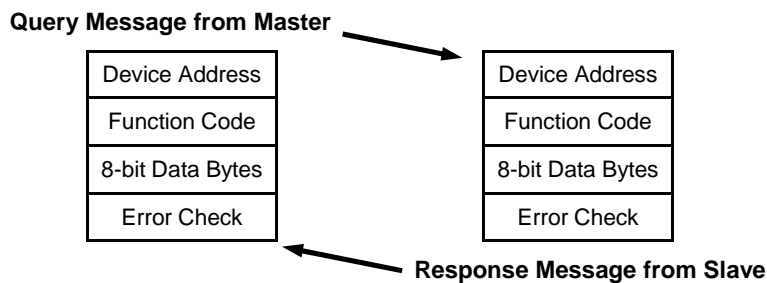 Query Message from Master
Device Address
Function Code
8-bit Data Bytes
Error Check
Device Address
Function Code
8-bit Data Bytes
Error Check
Response Message from Slave